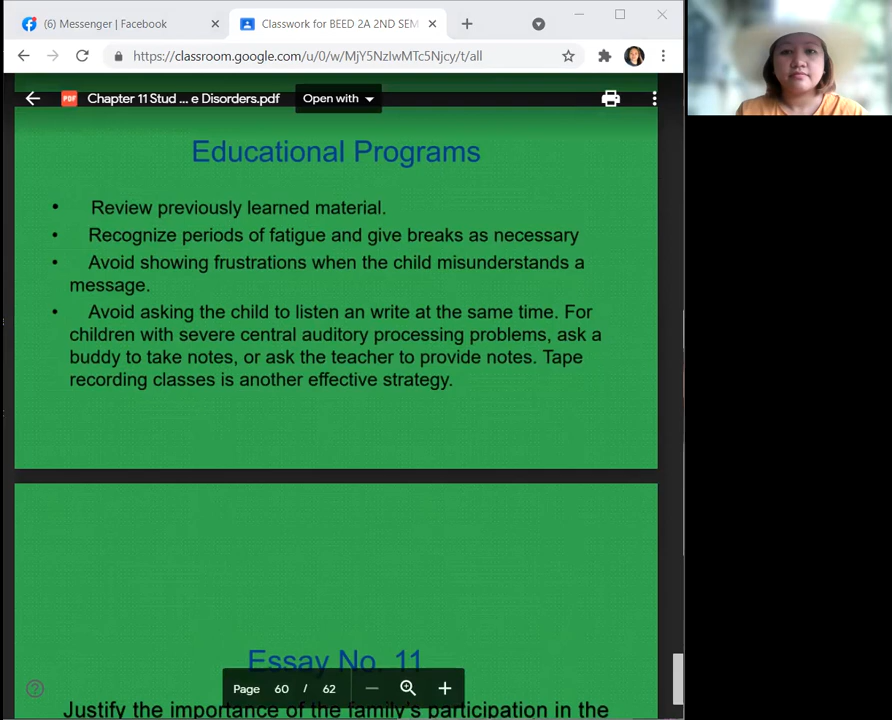 (6) Messenger | Facebook
Classwork for BEED 2A 2ND SEM
https://classroom.google.com/u/0/w/MjY5NzIwMTc5Njcy/t/all
PDF
Chapter 11 Stud ... e Disorders.pdf
Open with
Educational Programs
• Review previously learned material.
• Recognize periods of fatigue and give breaks as necessary
• Avoid showing frustrations when the child misunderstands a
message.
• Avoid asking the child to listen an write at the same time. For
children with severe central auditory processing problems, ask a
buddy to take notes, or ask the teacher to provide notes. Tape
recording classes is another effective strategy.
Essay No. 11
Page 60 / 62
Justify the importance of the family's participation in the